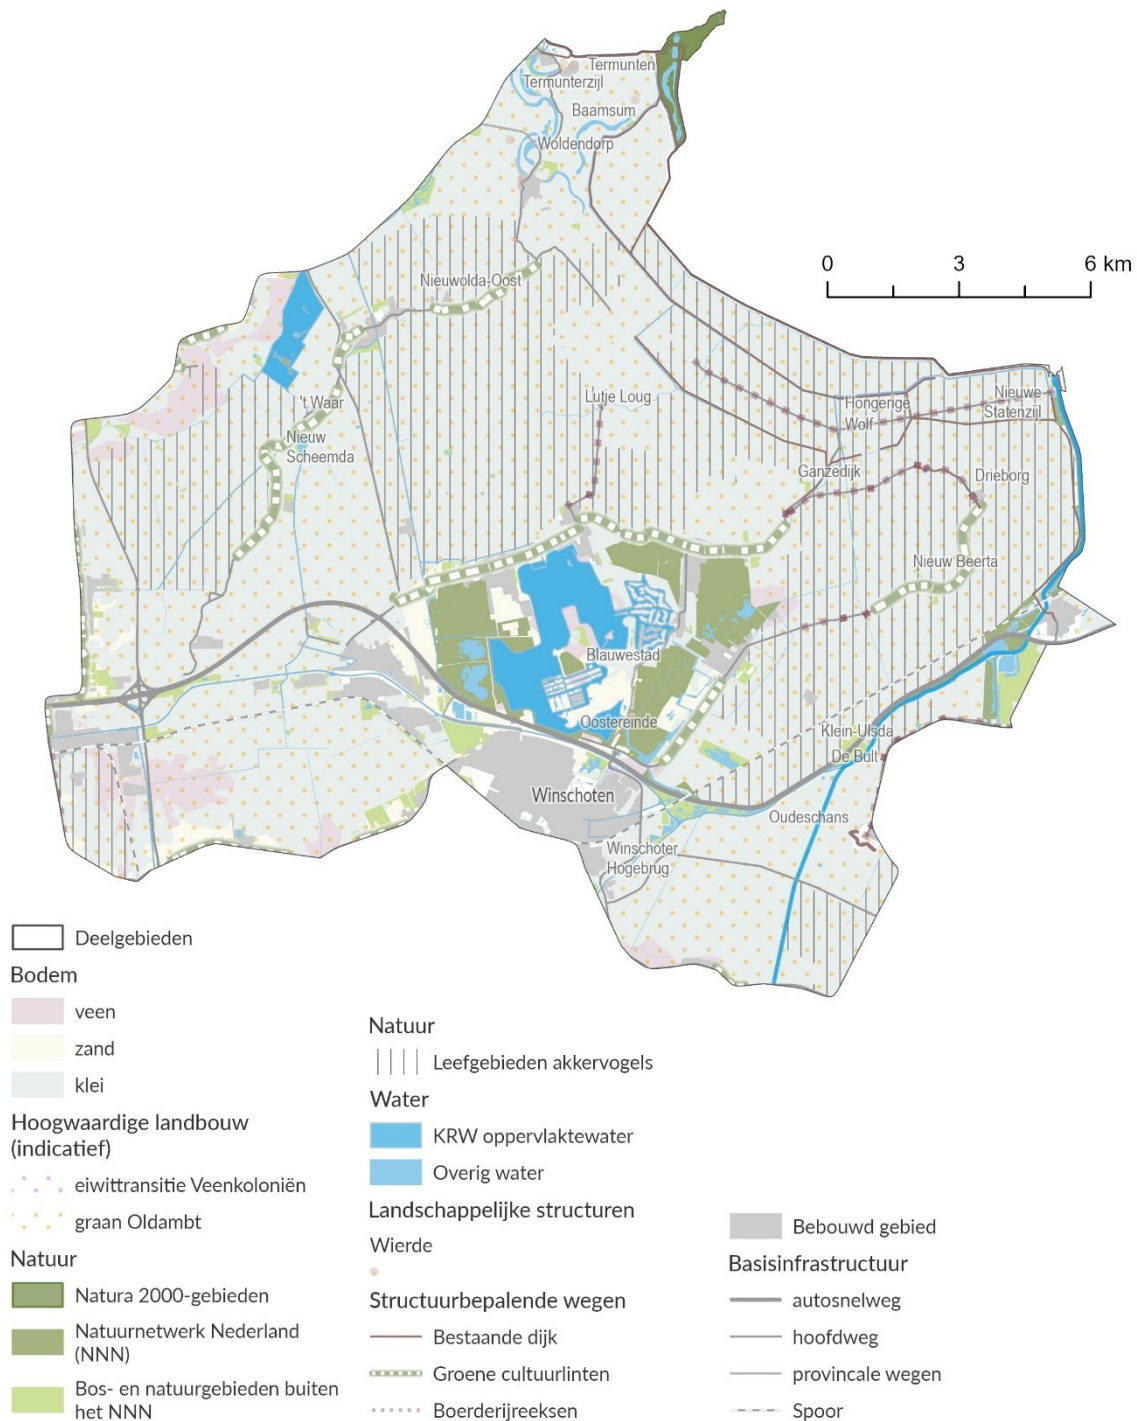 Termunten
Termunterzijl
Baamsum
Woldendorp
0 3 6 km
Nieuwolda-Oost
't Waar
Nieuw
Scheemda
Lutje Loug
Hongerige
Wolf
Nieuwe
Statenzijl
Ganzedijk
Drieborg
Nieuw Beerta
Blauwestad
Oostereinde
Klein-Ulsda
De Bult
Winschoten
Oudeschans
Winschoter
Hogebrug
Deelgebieden
Bodem
veen
zand
klei
Hoogwaardige landbouw
(indicatief)
eiwittransitie Veenkoloniën
graan Oldambt
Natuur
Natura 2000-gebieden
Natuurnetwerk Nederland
(NNN)
Bos- en natuurgebieden buiten
het NNN
Natuur
Leefgebieden akkervogels
Water
KRW oppervlaktewater
Overig water
Landschappelijke structuren
Wierde
Structuurbepalende wegen
Bestaande dijk
Groene cultuurlinten
Boerderijreeksen
Bebouwd gebied
Basisinfrastructuur
autosnelweg
hoofdweg
provincale wegen
Spoor